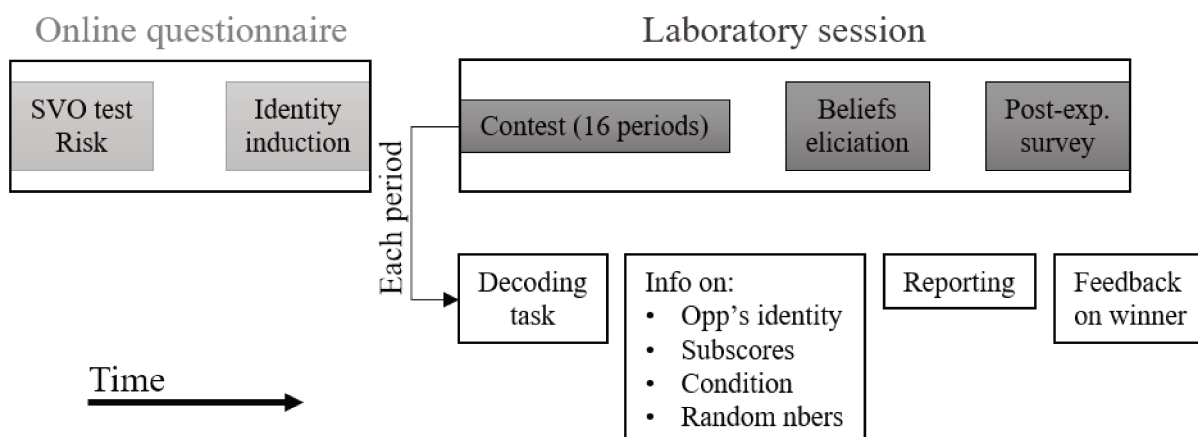 Online questionnaire
Laboratory session
SVO test
Risk
Identity
induction
Contest (16 periods)
Beliefs
eliciation
Post-exp.
survey
Each period
Decoding
task
Info on:
• Opp's identity
• Subscores
• Condition
• Random nbers
Reporting
Feedback
on winner
Time